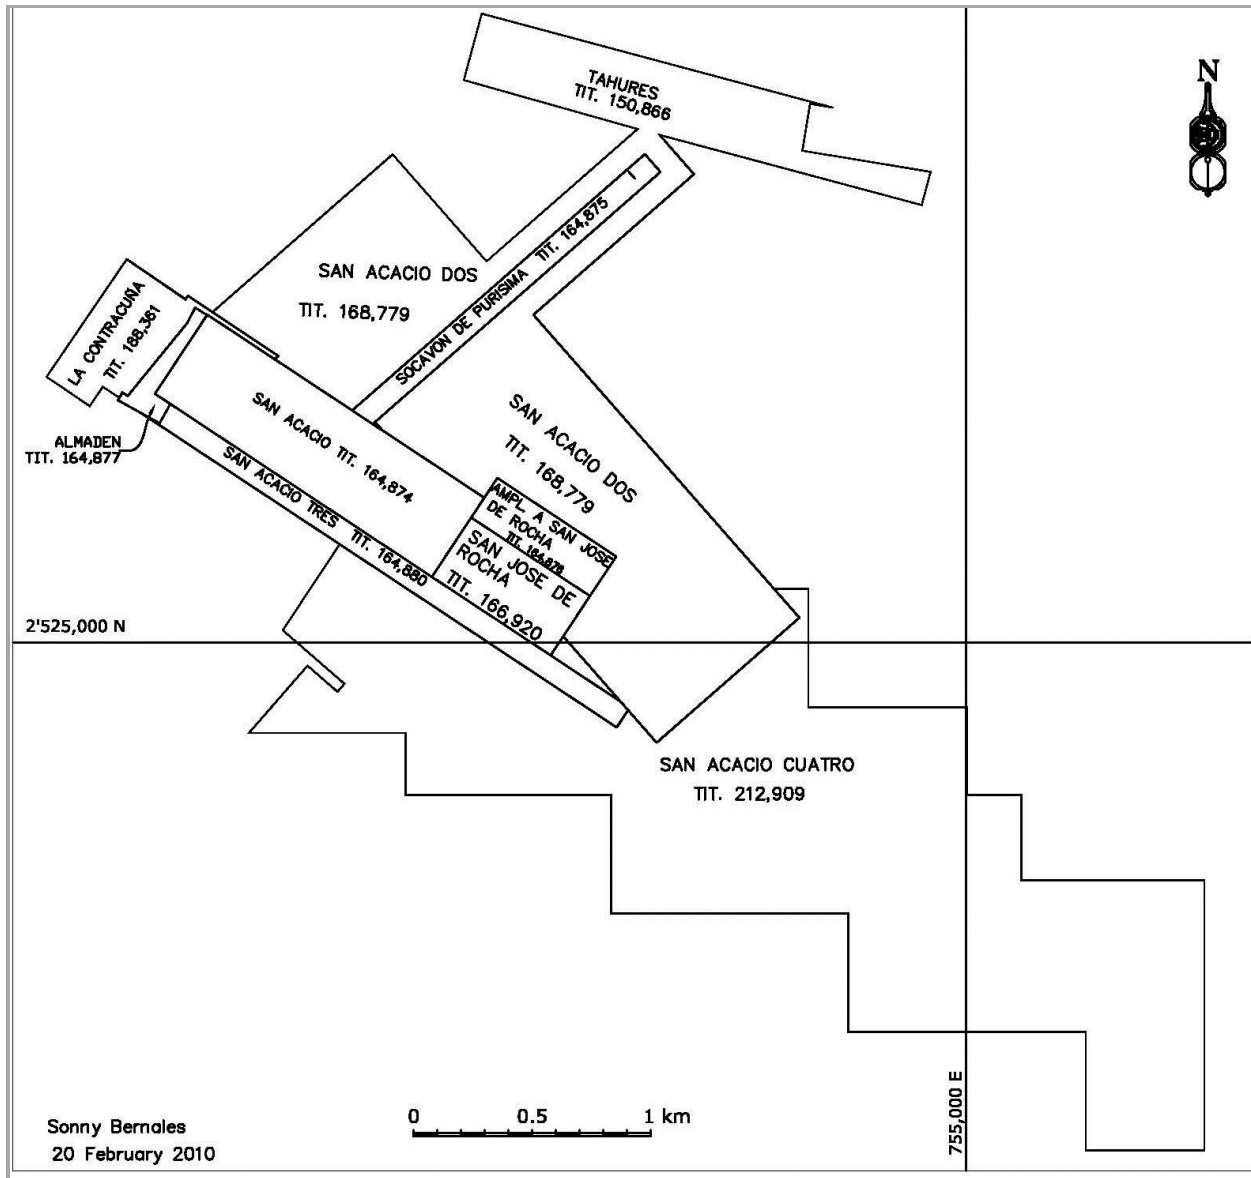 N
TAHURES
TIT. 150,866
SOCAVON DE PURISIMA TIT. 164,875
SAN ACACIO DOS
TIT. 168,779
LA CONTRACUÑA
TIT. 188,361
SAN ACACIO TIT. 164,874
SAN ACACIO DOS
TIT. 168,779
ALMADEN
TIT. 164,877
SAN ACACIO TRES TIT. 164,880
AMPL. A SAN JOSE
DE ROCHA
TIT. 164,878
SAN JOSE DE
ROCHA
TIT. 166,920
2'525,000 N
SAN ACACIO CUATRO
TIT. 212,909
755,000 E
0 0.5 1 km
Sonny Bernales
20 February 2010